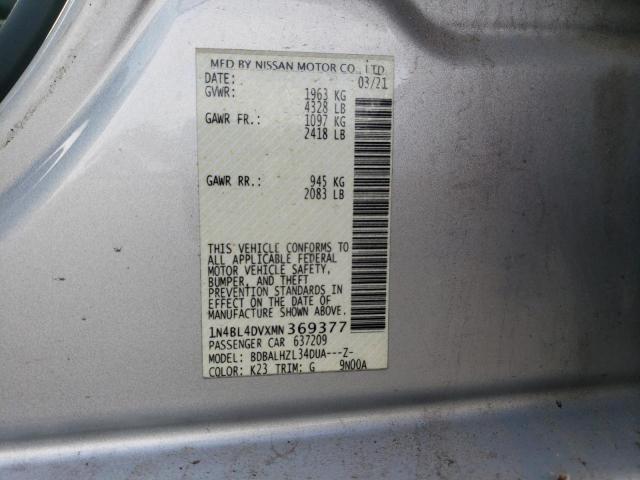 MFD BY NISSAN MOTOR CO., LTD
DATE: 03/21
GVWR: 1963 KG
4328 LB
GAWR FR.: 1097 KG
2418 LB
GAWR RR.: 945 KG
2083 LB
THIS VEHICLE CONFORMS TO
ALL APPLICABLE FEDERAL
MOTOR VEHICLE SAFETY,
BUMPER, AND THEFT
PREVENTION STANDARDS IN
EFFECT ON THE DATE OF
MANUFACTURE SHOWN ABOVE.
1N4BL4DVXMN369377
PASSENGER CAR 637209
MODEL: BDBALHZL34DUA---Z-
COLOR: K23 TRIM: G 9N00A